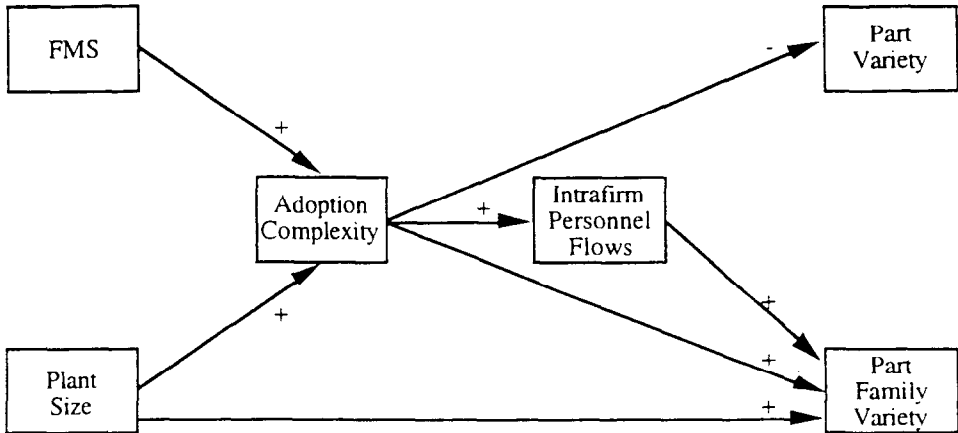 FMS
Part
Variety
-
+
Adoption
Complexity
+
Intrafirm
Personnel
Flows
+
+
Plant
Size
+
+
Part
Family
Variety